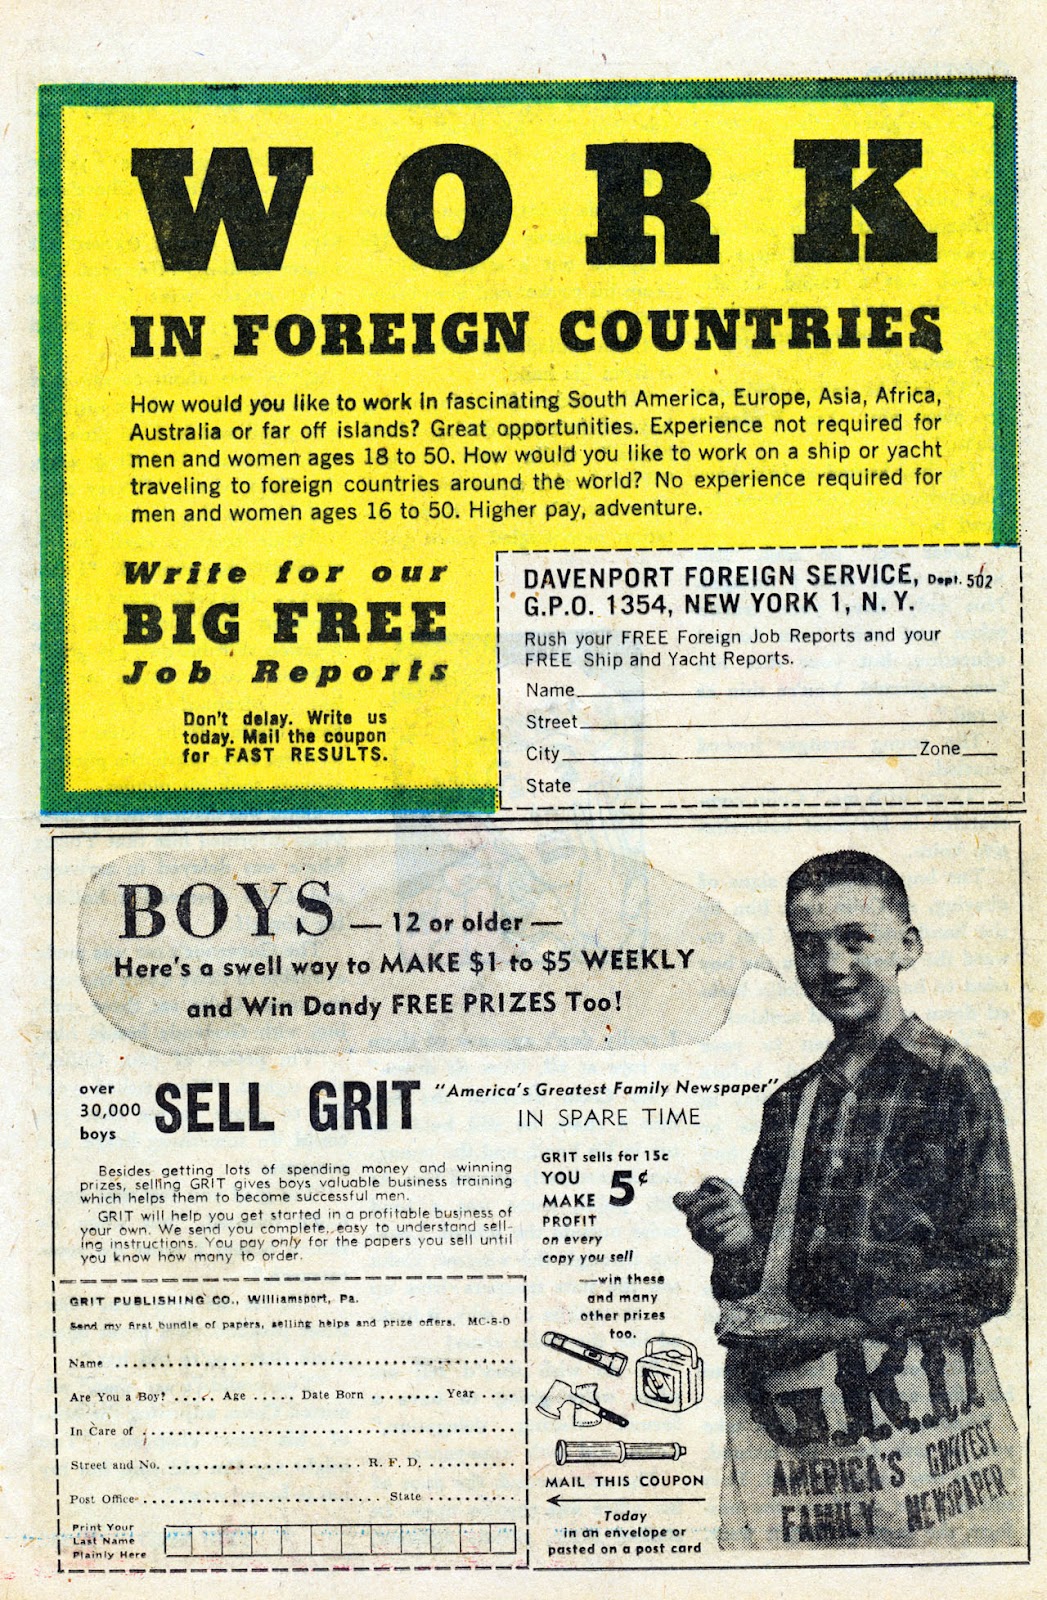 WORK
IN FOREIGN COUNTRIES
How would you like to work in fascinating South America, Europe, Asia, Africa,
Australia or far off islands? Great opportunities. Experience not required for
men and women ages 18 to 50. How would you like to work on a ship or yacht
traveling to foreign countries around the world? No experience required for
men and women ages 16 to 50. Higher pay, adventure.
Write for our
BIG FREE
Job Reports
Don't delay. Write us
today. Mail the coupon
for FAST RESULTS.
DAVENPORT FOREIGN SERVICE, Dept. 502
G.P.O. 1354, NEW YORK 1, N.Y.
Rush your FREE Foreign Job Reports and your
FREE Ship and Yacht Reports.
Name
Street
City Zone
State
BOYS — 12 or older —
Here's a swell way to MAKE $1 to $5 WEEKLY
and Win Dandy FREE PRIZES Too!
over
30,000
boys
SELL GRIT
"America's Greatest Family Newspaper"
IN SPARE TIME
Besides getting lots of spending money and winning
prizes, selling GRIT gives boys valuable business training
which helps them to become successful men.
GRIT will help you get started in a profitable business of
your own. We send you complete, easy to understand sell-
ing instructions. You pay only for the papers you sell until
you know how many to order.
GRIT sells for 15c
YOU
MAKE 5¢
PROFIT
on every
copy you sell
—win these
and many
other prizes
too.
GRIT PUBLISHING CO., Williamsport, Pa.
Send my first bundle of papers, selling helps and prize offers. MC-8-0
Name
Are You a Boy? Age Date Born Year
In Care of
Street and No. R. F. D.
Post Office State
Print Your
Last Name
Plainly Here
MAIL THIS COUPON
Today
in an envelope or
pasted on a post card
GRIT
AMERICA'S GREATEST
FAMILY NEWSPAPER